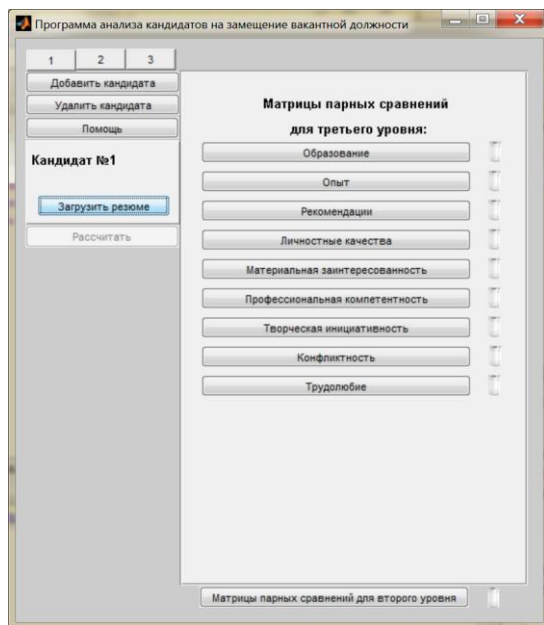 Программа анализа кандидатов на замещение вакантной должности
1 2 3
Добавить кандидата
Удалить кандидата
Помощь
Кандидат №1
Загрузить резюме
Рассчитать
Матрицы парных сравнений
для третьего уровня:
Образование
Опыт
Рекомендации
Личностные качества
Материальная заинтересованность
Профессиональная компетентность
Творческая инициативность
Конфликтность
Трудолюбие
Матрицы парных сравнений для второго уровня